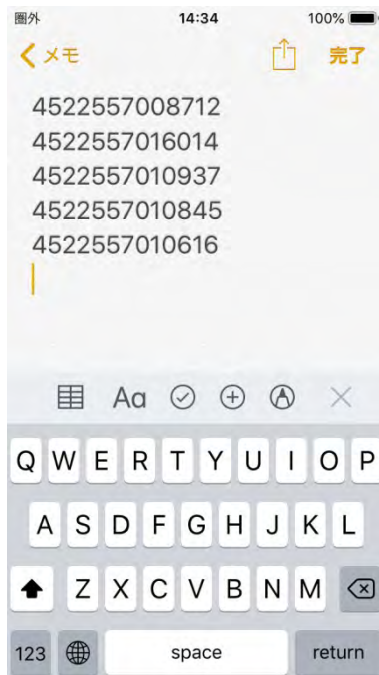 圏外 14:34 100%
メモ 完了
4522557008712
4522557016014
4522557010937
4522557010845
4522557010616
Aa
Q W E R T Y U I O P
A S D F G H J K L
Z X C V B N M
123 space return